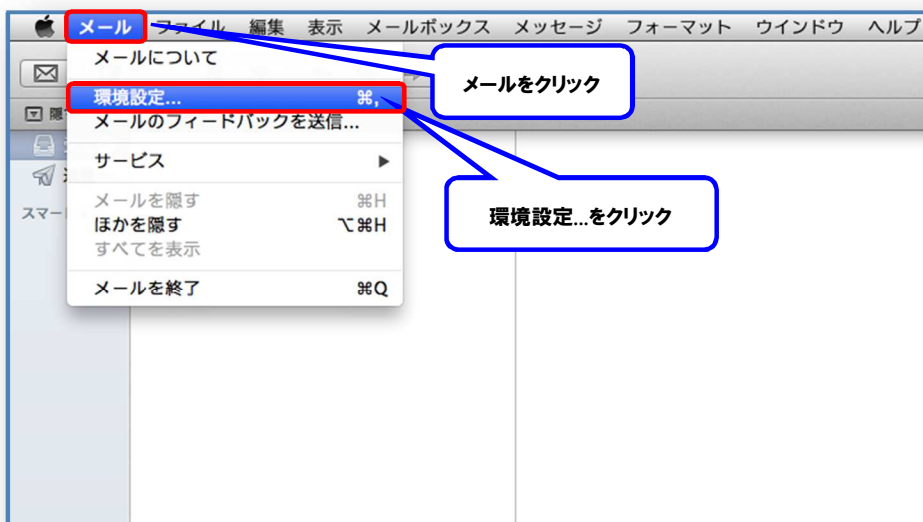 メール ファイル 編集 表示 メールボックス メッセージ フォーマット ウインドウ ヘルプ
メールについて
メールをクリック
環境設定... ⌘,
隠
メールのフィードバックを送信...
サービス ▶
メールを隠す ⌘H
スマー
ほかを隠す ⌥⌘H
環境設定...をクリック
すべてを表示
メールを終了 ⌘Q